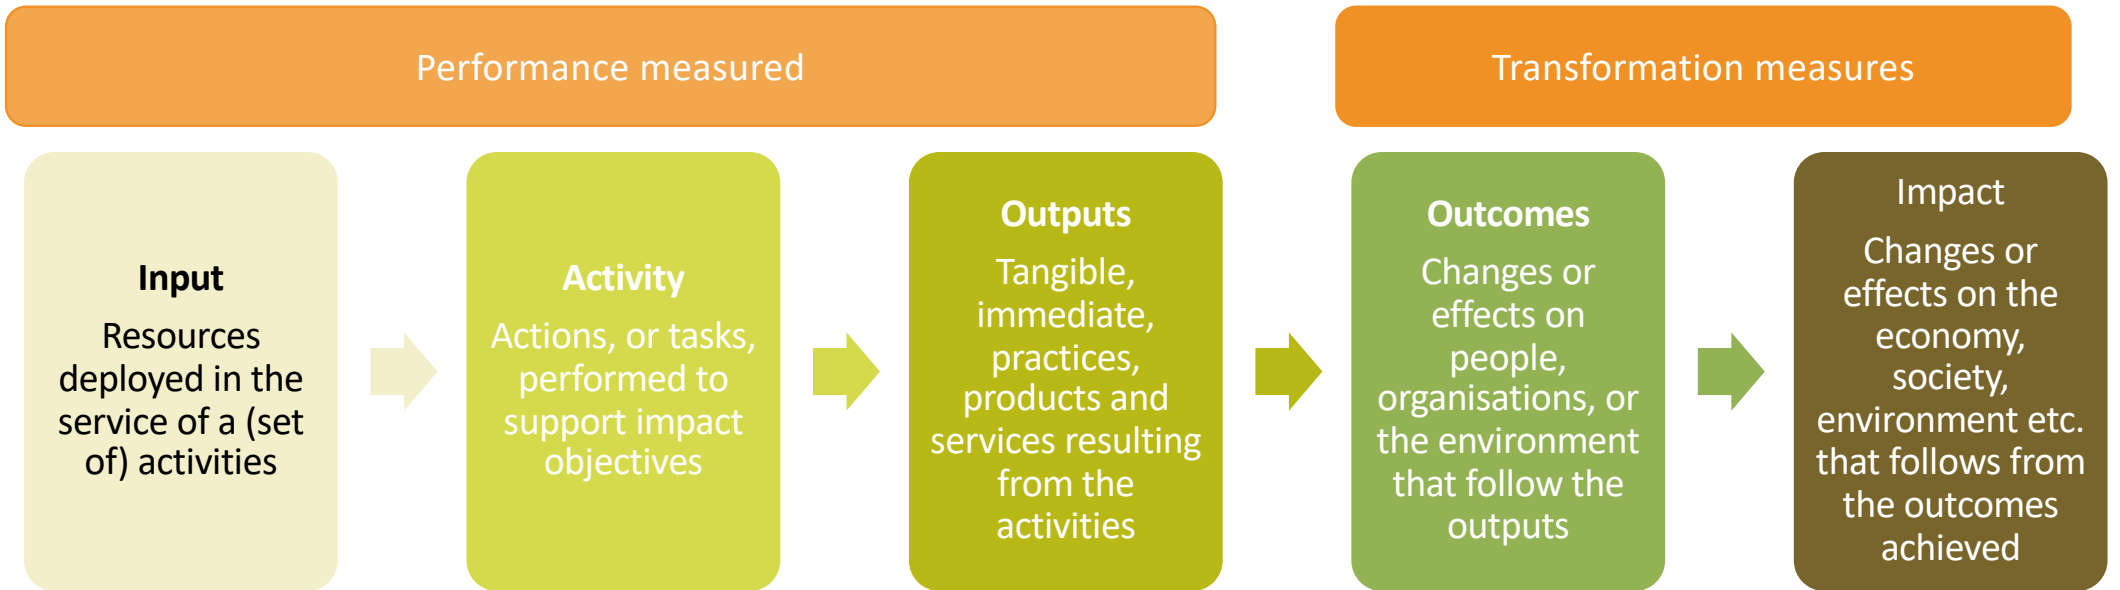 Performance measured
Transformation measures
Input
Resources
deployed in the
service of a (set
of) activities
Activity
Actions, or tasks,
performed to
support impact
objectives
Outputs
Tangible,
immediate,
practices,
products and
services resulting
from the
activities
Outcomes
Changes or
effects on
people,
organisations, or
the environment
that follow the
outputs
Impact
Changes or
effects on the
economy,
society,
environment etc.
that follows from
the outcomes
achieved